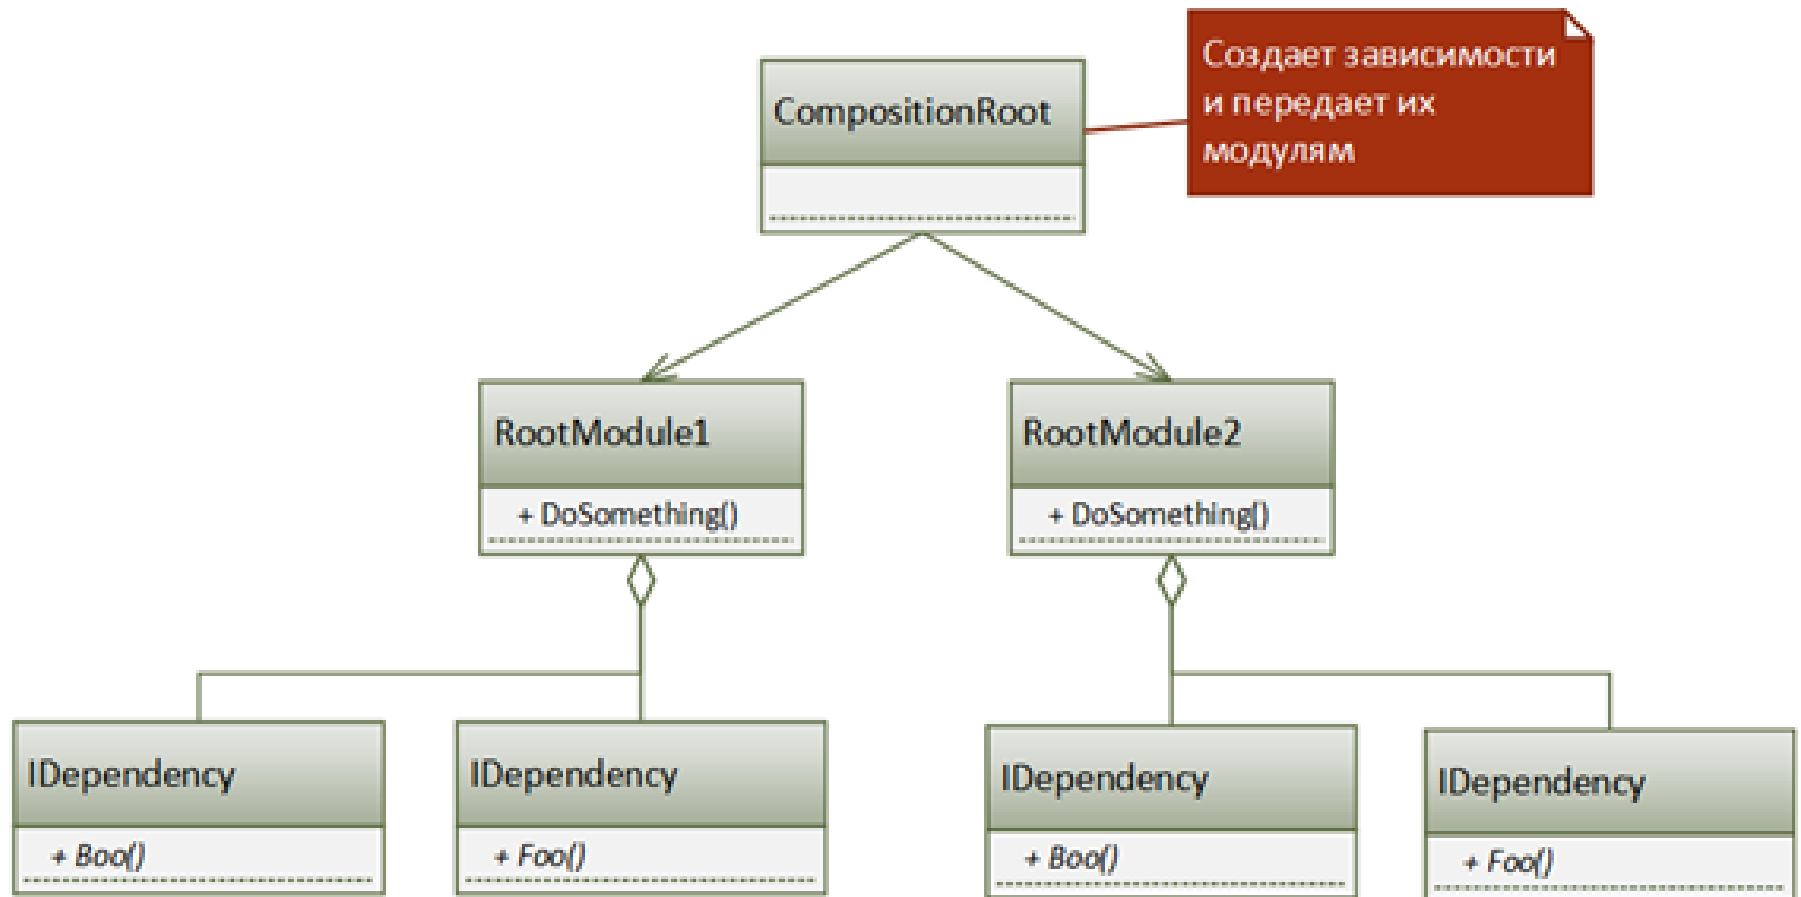 CompositionRoot
Создает зависимости
и передает их
модулям
RootModule1
+ DoSomething()
RootModule2
+ DoSomething()
IDependency
+ Boo()
IDependency
+ Foo()
IDependency
+ Boo()
IDependency
+ Foo()